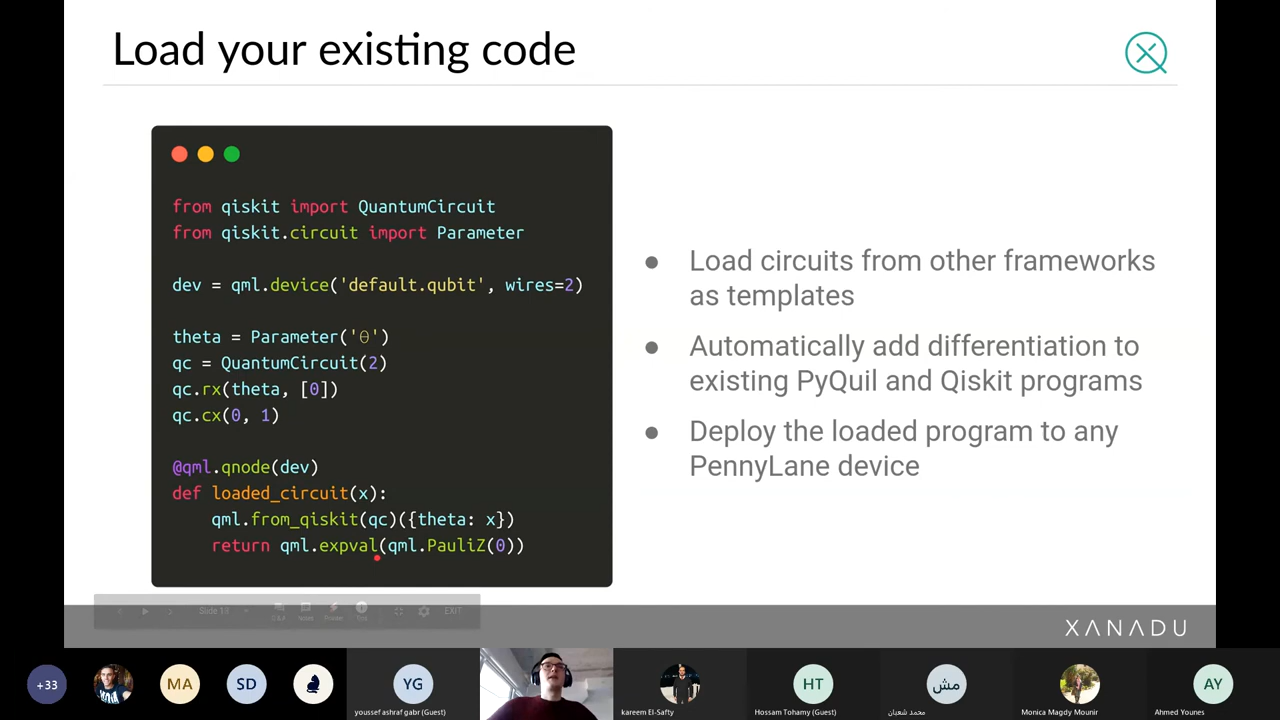 Load your existing code
from qiskit import QuantumCircuit
from qiskit.circuit import Parameter
dev = qml.device('default.qubit', wires=2)
theta = Parameter('θ')
qc = QuantumCircuit(2)
qc.rx(theta, [0])
qc.cx(0, 1)
@qml.qnode(dev)
def loaded_circuit(x):
    qml.from_qiskit(qc)({theta: x})
    return qml.expval(qml.PauliZ(0))
● Load circuits from other frameworks
as templates
● Automatically add differentiation to
existing PyQuil and Qiskit programs
● Deploy the loaded program to any
PennyLane device
EXIT
XANADU
+33
MA
SD
YG
HT
مش
AY
youssef ashraf gabr (Guest)
kareem El-Safty
Hossam Tohamy (Guest)
محمد شعبان
Monica Magdy Mounir
Ahmed Younes